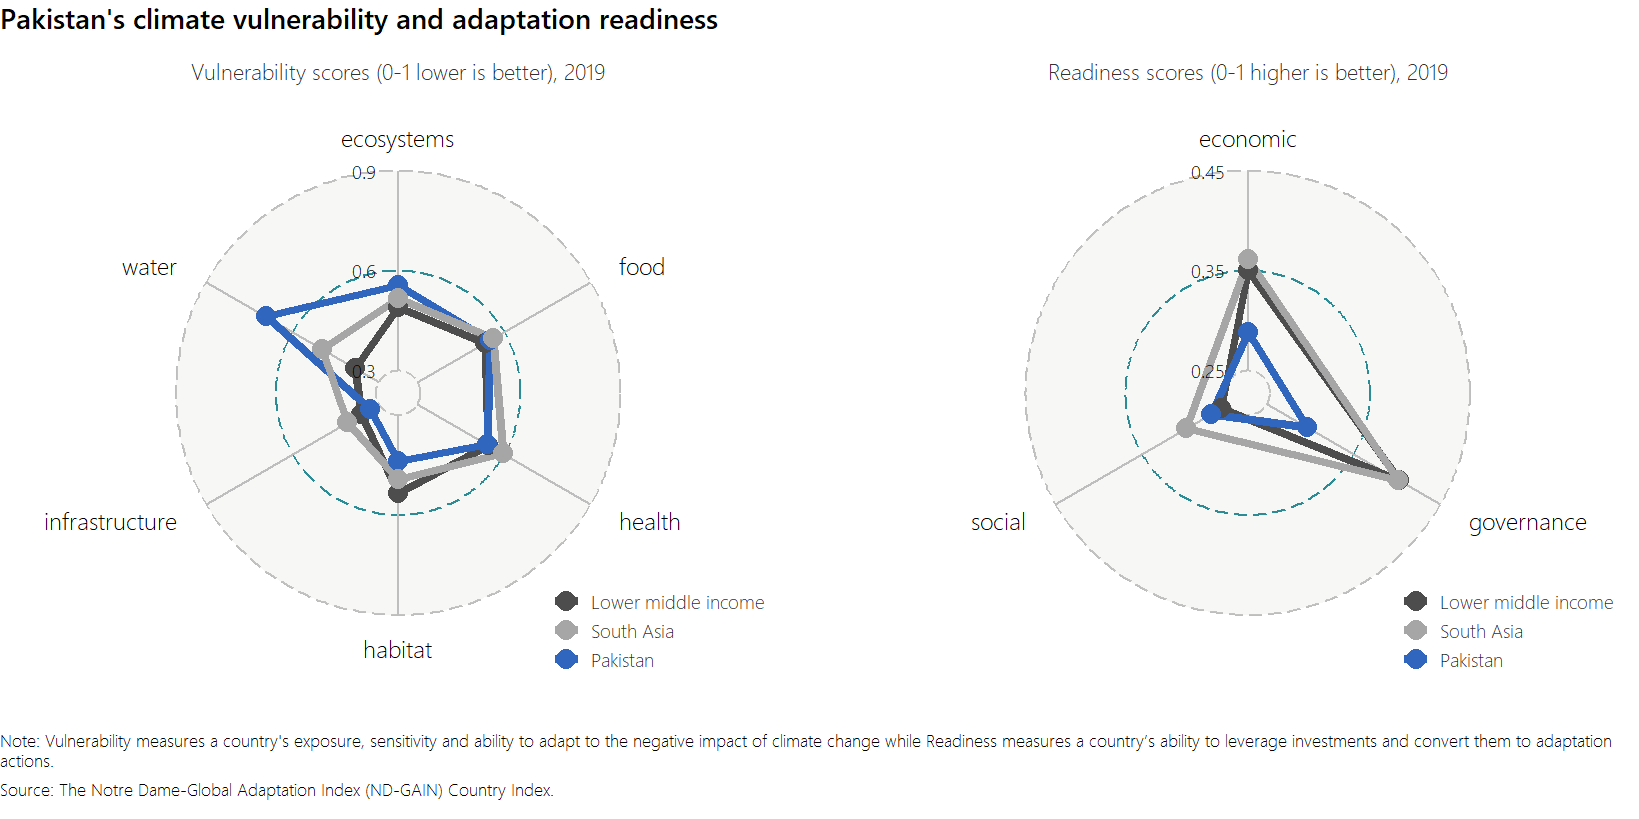 Pakistan's climate vulnerability and adaptation readiness
Vulnerability scores (0-1 lower is better), 2019
ecosystems
0.9
water
0.6
food
0.3
infrastructure
health
habitat
Lower middle income
South Asia
Pakistan
Readiness scores (0-1 higher is better), 2019
economic
0.45
0.35
0.25
social
governance
Lower middle income
South Asia
Pakistan
Note: Vulnerability measures a country's exposure, sensitivity and ability to adapt to the negative impact of climate change while Readiness measures a country’s ability to leverage investments and convert them to adaptation
actions.
Source: The Notre Dame-Global Adaptation Index (ND-GAIN) Country Index.